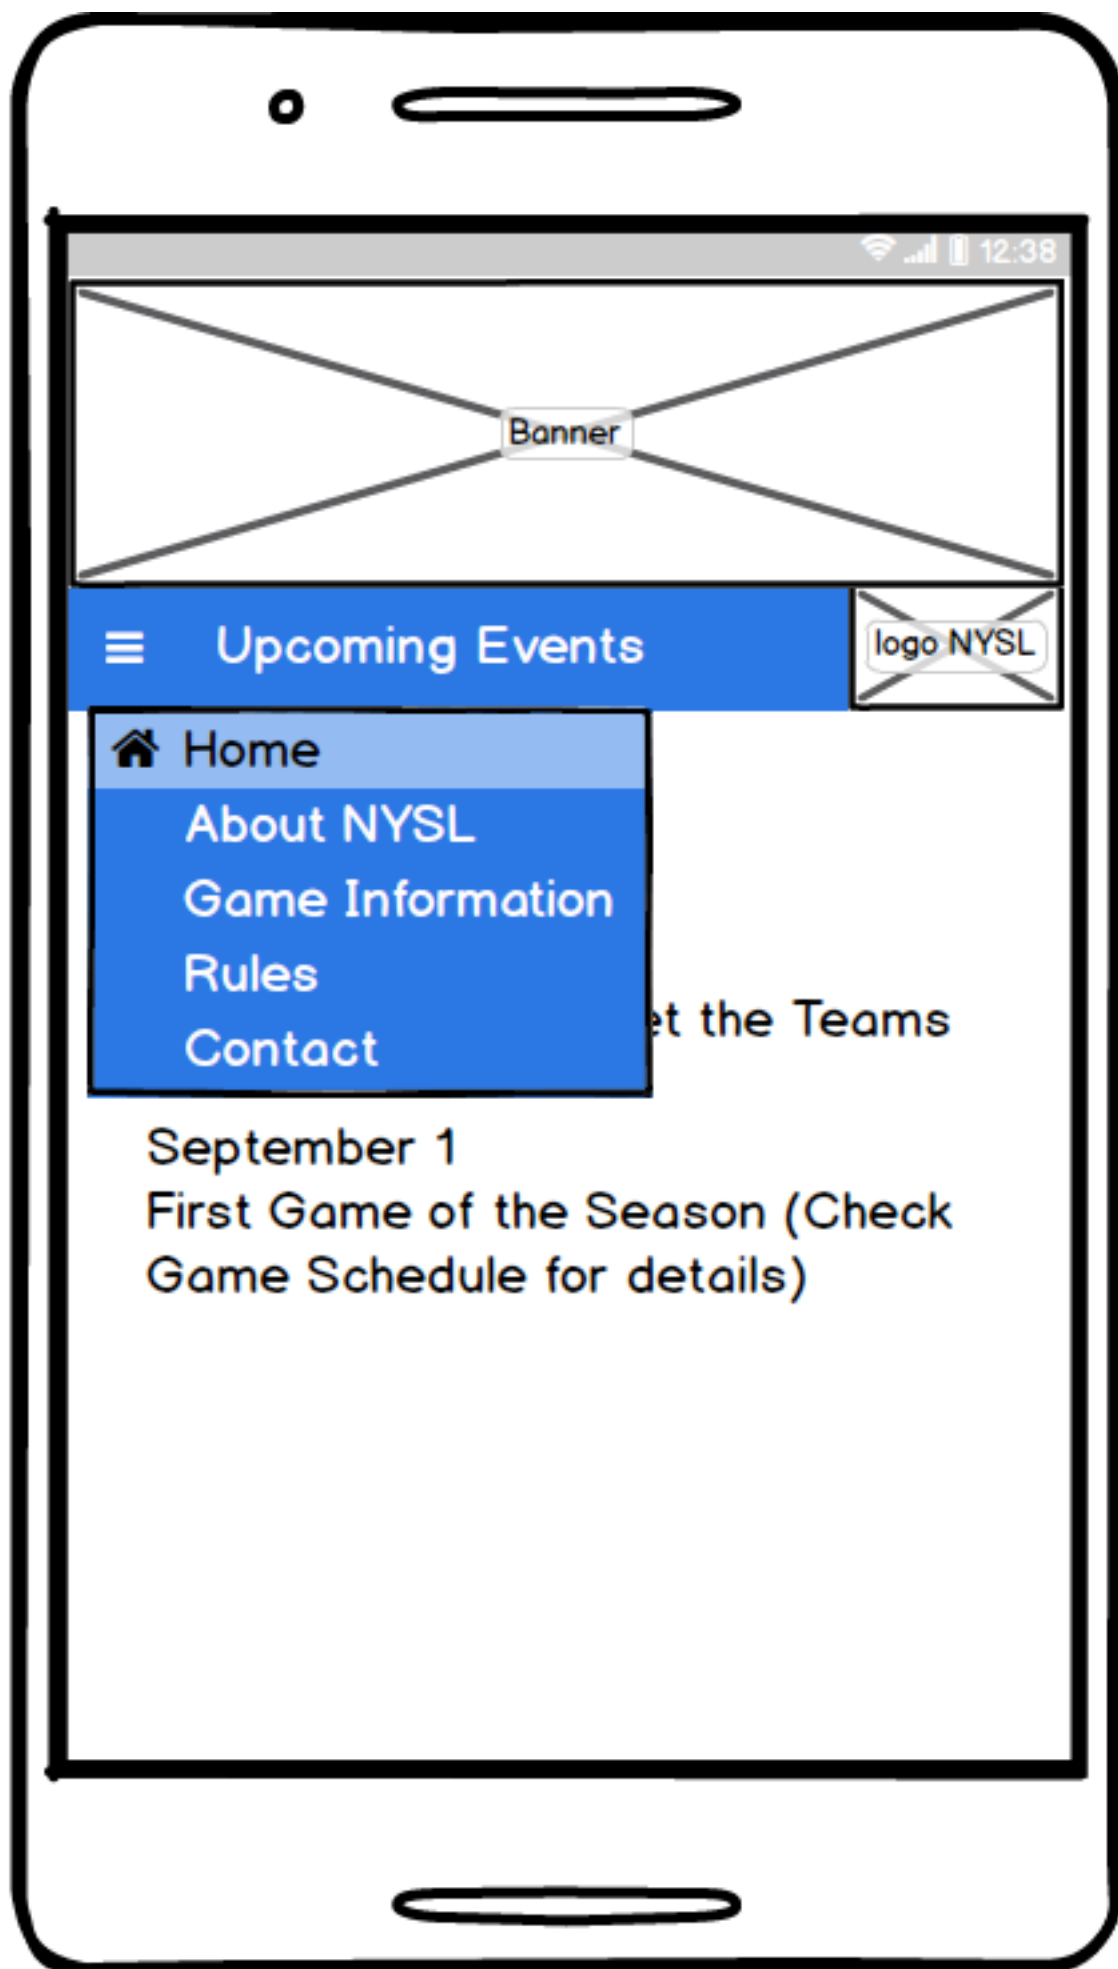 12:38
Banner
Upcoming Events
logo NYSL
Home
About NYSL
Game Information
Rules
Contact
the Teams
September 1
First Game of the Season (Check
Game Schedule for details)